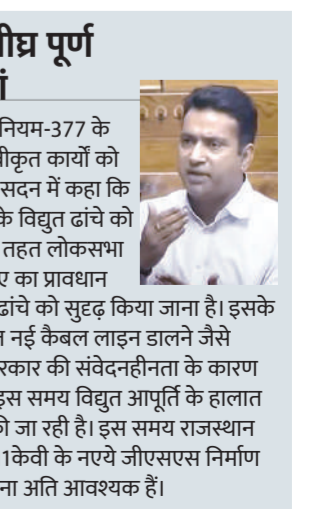 ीघ्र पूर्ण
ां
नियम-377 के
ीकृत कार्यों को
सदन में कहा कि
के विद्युत ढांचे को
तहत लोकसभा
ए का प्रावधान
ढांचे को सुदृढ़ किया जाना है। इसके
न नई कैबल लाइन डालने जैसे
रकार की संवेदनहीनता के कारण
इस समय विद्युत आपूर्ति के हालात
की जा रही है। इस समय राजस्थान
1केवी के नएये जीएसएस निर्माण
ना अति आवश्यक हैं।